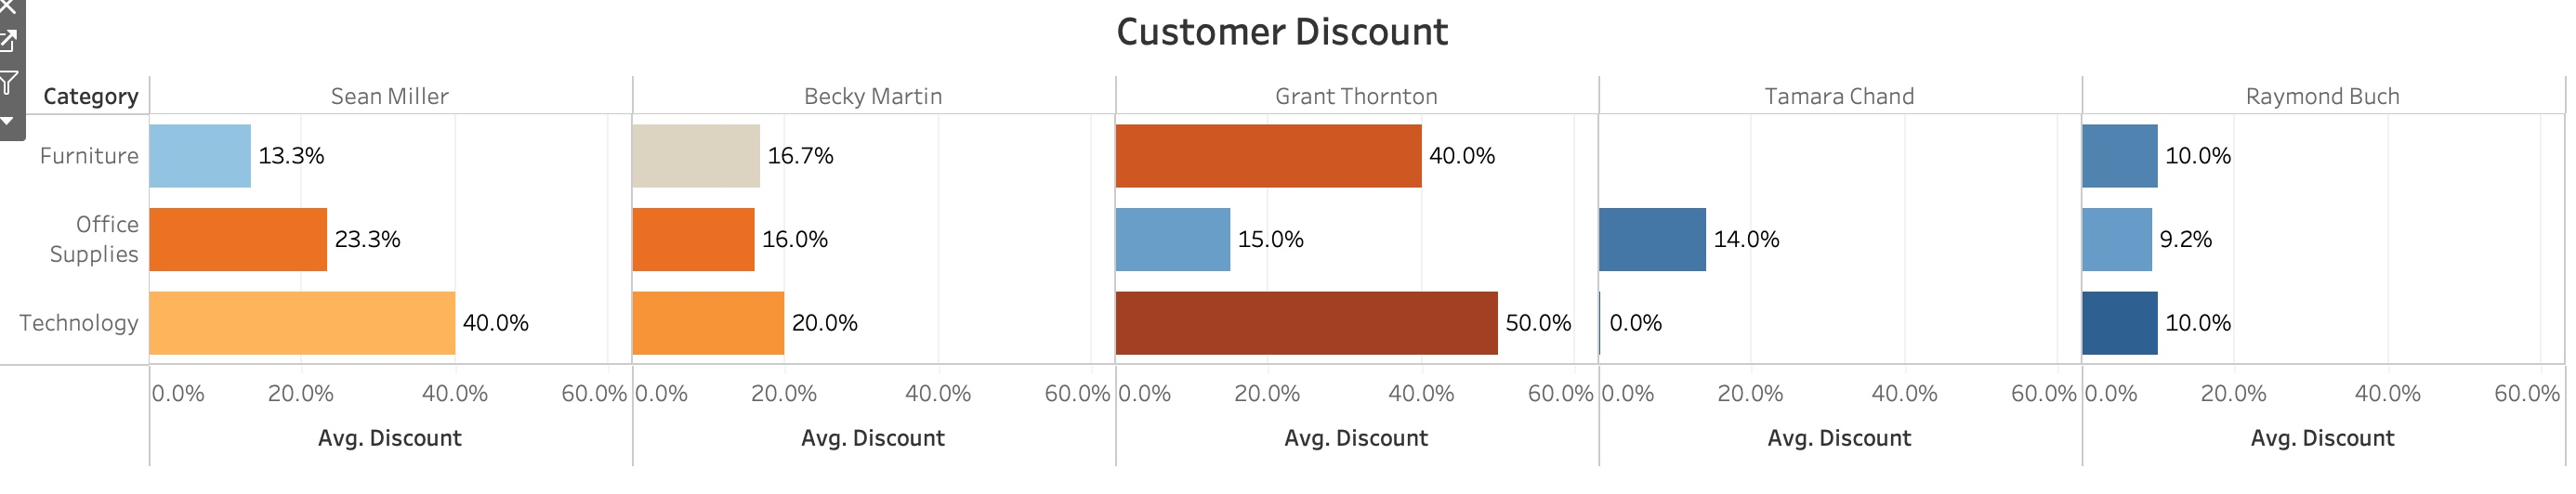 Customer Discount
Category Sean Miller Becky Martin Grant Thornton Tamara Chand Raymond Buch
Furniture 13.3% 16.7% 40.0% 10.0%
Office
Supplies 23.3% 16.0% 15.0% 14.0% 9.2%
Technology 40.0% 20.0% 50.0% 0.0% 10.0%
0.0% 20.0% 40.0% 60.0% 0.0% 20.0% 40.0% 60.0% 0.0% 20.0% 40.0% 60.0% 0.0% 20.0% 40.0% 60.0% 0.0% 20.0% 40.0% 60.0%
Avg. Discount Avg. Discount Avg. Discount Avg. Discount Avg. Discount